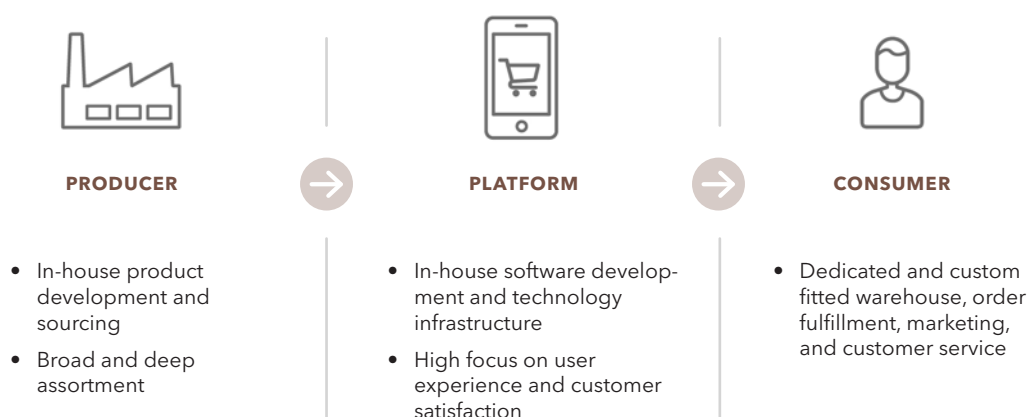 PRODUCER
PLATFORM
CONSUMER
• In-house product
development and
sourcing
• Broad and deep
assortment
• In-house software develop-
ment and technology
infrastructure
• High focus on user
experience and customer
satisfaction
• Dedicated and custom
fitted warehouse, order
fulfillment, marketing,
and customer service